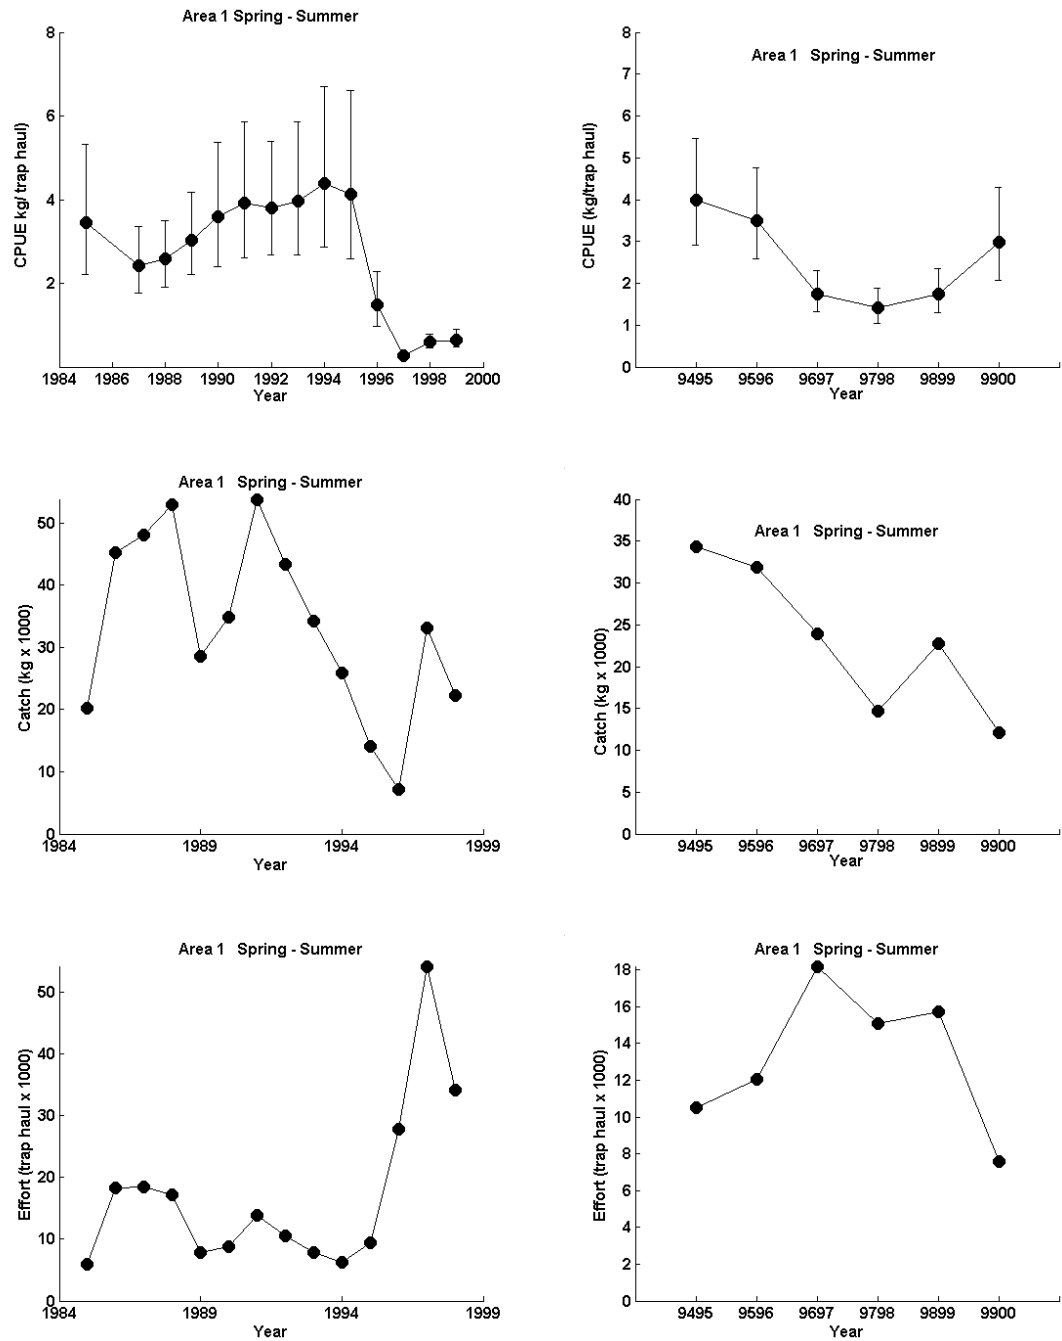 Area 1 Spring - Summer
8
6
4
2
CPUE kg/ trap haul)
1984 1986 1988 1990 1992 1994 1996 1998 2000
Year
Area 1 Spring - Summer
8
7
6
5
4
3
2
1
0
CPUE (kg/trap haul)
9495 9596 9697 9798 9899 9900
Year
Area 1 Spring - Summer
50
40
30
20
10
0
Catch (kg x 1000)
1984 1989 1994 1999
Year
Area 1 Spring - Summer
40
35
30
25
20
15
10
5
0
Catch (kg x 1000)
9495 9596 9697 9798 9899 9900
Year
Area 1 Spring - Summer
50
40
30
20
10
0
Effort (trap haul x 1000)
1984 1989 1994 1999
Year
Area 1 Spring - Summer
18
16
14
12
10
8
6
4
2
0
Effort (trap haul x 1000)
9495 9596 9697 9798 9899 9900
Year